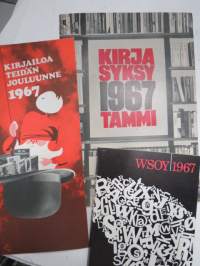 KIRJAILOA
TEIDÄN
JOULUUNNE
1967
KIRJA
SYKSY
1967
TAMMI
WSOY 1967